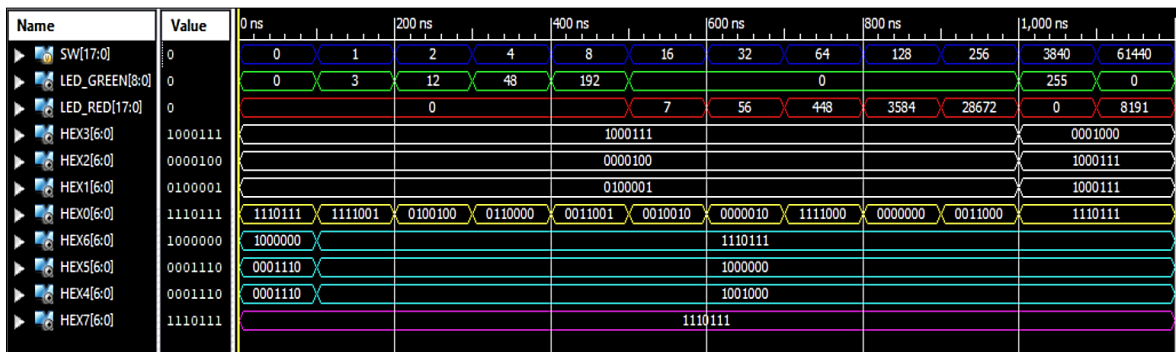 Name Value 0 ns 200 ns 400 ns 600 ns 800 ns 1,000 ns
SW[17:0] 0 0 1 2 4 8 16 32 64 128 256 3840 61440
LED_GREEN[8:0] 0 0 3 12 48 192 0 255 0
LED_RED[17:0] 0 0 7 56 448 3584 28672 0 8191
HEX3[6:0] 1000111 1000111 0001000
HEX2[6:0] 0000100 0000100 1000111
HEX1[6:0] 0100001 0100001 1000111
HEX0[6:0] 1110111 1110111 1111001 0100100 0110000 0011001 0010010 0000010 1111000 0000000 0011000 1110111
HEX6[6:0] 1000000 1000000 1110111
HEX5[6:0] 0001110 0001110 1000000
HEX4[6:0] 0001110 0001110 1001000
HEX7[6:0] 1110111 1110111